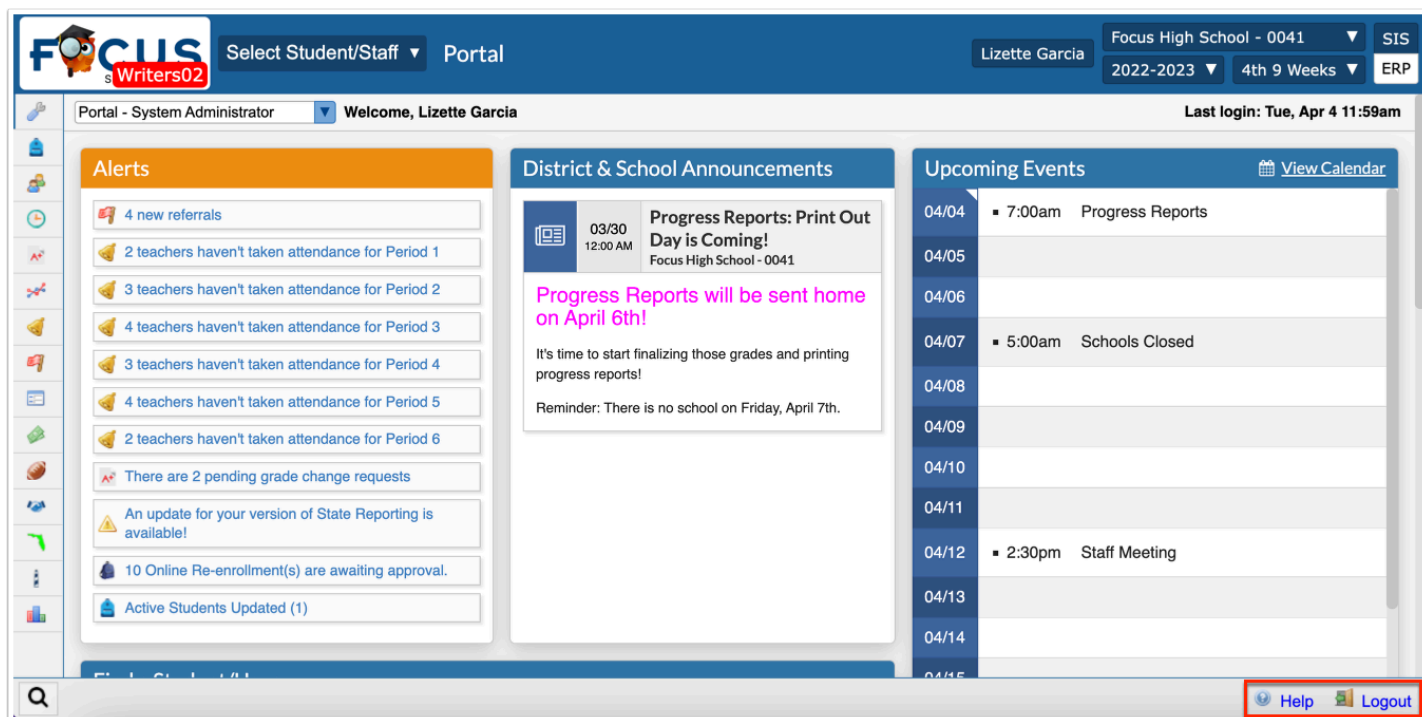 FOCUS
Writers02
Select Student/Staff ▼
Portal
Lizette Garcia
Focus High School - 0041 ▼
SIS
2022-2023 ▼
4th 9 Weeks ▼
ERP
Portal - System Administrator ▼
Welcome, Lizette Garcia
Last login: Tue, Apr 4 11:59am
Alerts
4 new referrals
2 teachers haven't taken attendance for Period 1
3 teachers haven't taken attendance for Period 2
4 teachers haven't taken attendance for Period 3
3 teachers haven't taken attendance for Period 4
4 teachers haven't taken attendance for Period 5
2 teachers haven't taken attendance for Period 6
There are 2 pending grade change requests
An update for your version of State Reporting is
available!
10 Online Re-enrollment(s) are awaiting approval.
Active Students Updated (1)
District & School Announcements
03/30
12:00 AM
Progress Reports: Print Out
Day is Coming!
Focus High School - 0041
Progress Reports will be sent home
on April 6th!
It's time to start finalizing those grades and printing
progress reports!
Reminder: There is no school on Friday, April 7th.
Upcoming Events
View Calendar
04/04 ▪ 7:00am Progress Reports
04/05
04/06
04/07 ▪ 5:00am Schools Closed
04/08
04/09
04/10
04/11
04/12 ▪ 2:30pm Staff Meeting
04/13
04/14
04/15
Help
Logout